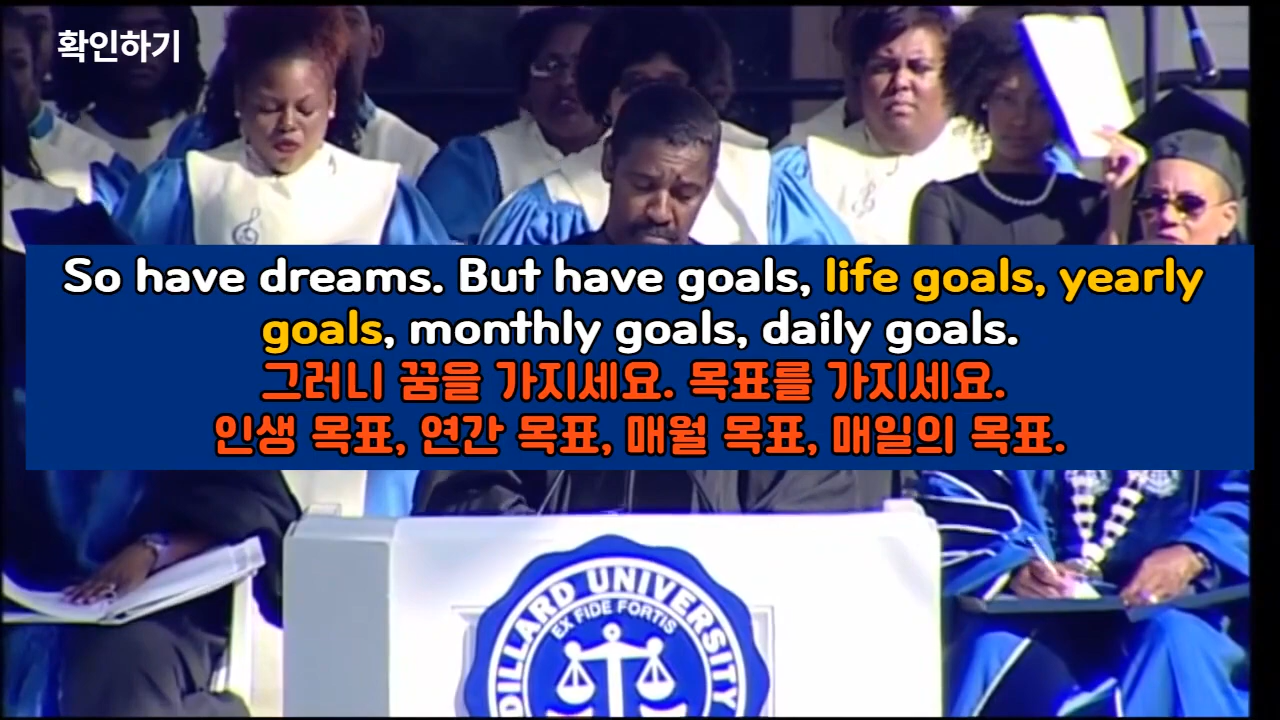 확인하기
So have dreams. But have goals, life goals, yearly
goals, monthly goals, daily goals.
그러니 꿈을 가지세요. 목표를 가지세요.
인생 목표, 연간 목표, 매월 목표, 매일의 목표.
DILLARD UNIVERSITY
EX FIDE FORTIS